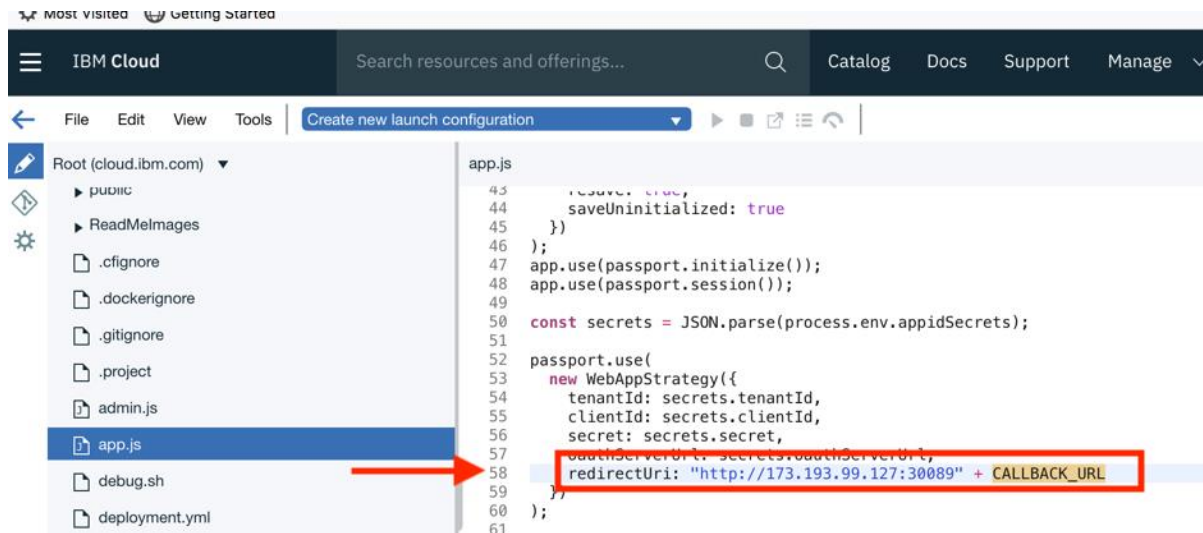 Most Visited Getting Started
IBM Cloud Search resources and offerings... Catalog Docs Support Manage
File Edit View Tools Create new launch configuration
Root (cloud.ibm.com) app.js
public
ReadMeImages
.cfignore
.dockerignore
.gitignore
.project
admin.js
app.js
debug.sh
deployment.yml
43 resave: true,
44 saveUninitialized: true
45 })
46 );
47 app.use(passport.initialize());
48 app.use(passport.session());
49
50 const secrets = JSON.parse(process.env.appidSecrets);
51
52 passport.use(
53 new WebAppStrategy({
54 tenantId: secrets.tenantId,
55 clientId: secrets.clientId,
56 secret: secrets.secret,
57 oauthServerUrl: secrets.oauthServerUrl,
58 redirectUri: "http://173.193.99.127:30089" + CALLBACK_URL
59 })
60 );
61